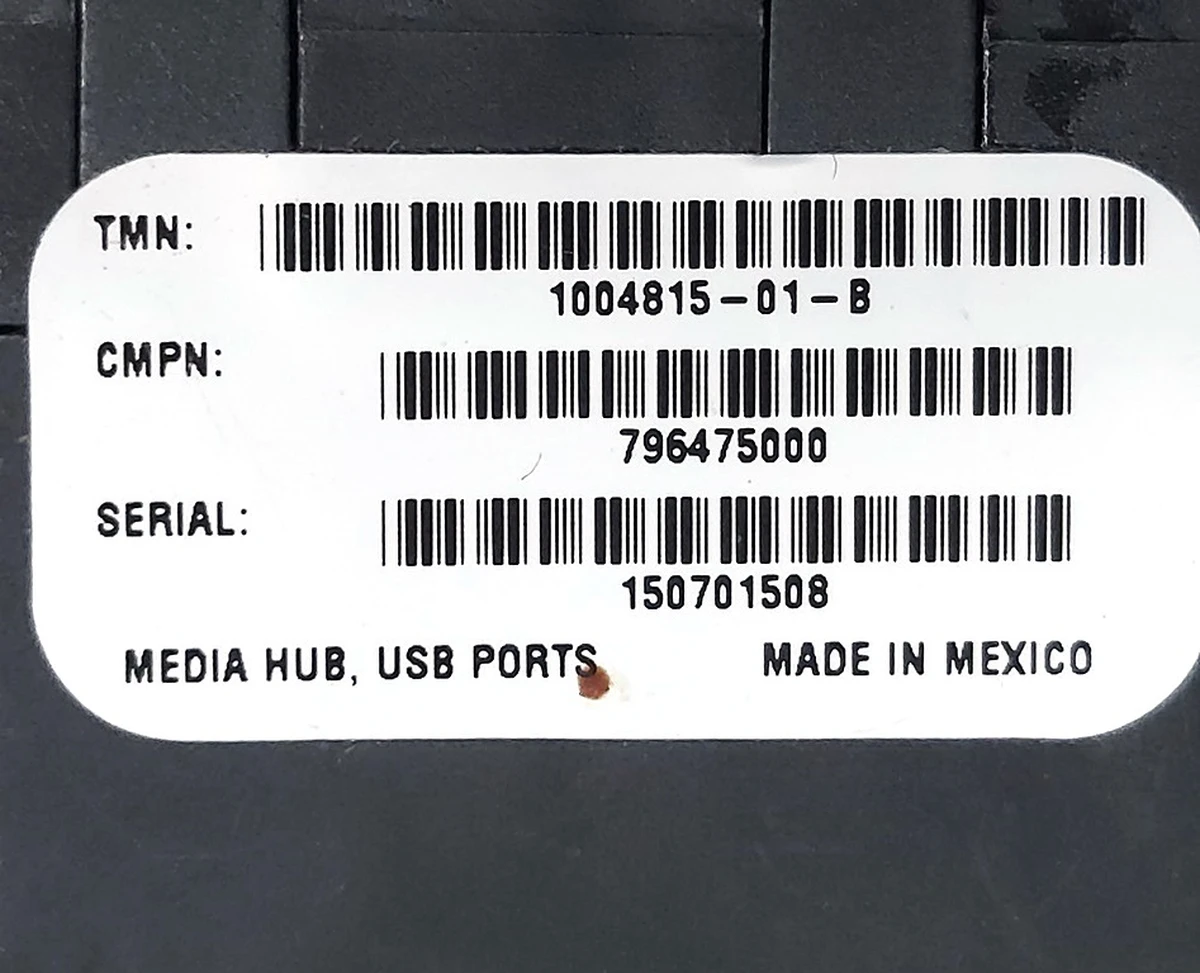 TMN:
1004815-01-B
CMPN:
796475000
SERIAL:
150701508
MEDIA HUB, USB PORTS MADE IN MEXICO